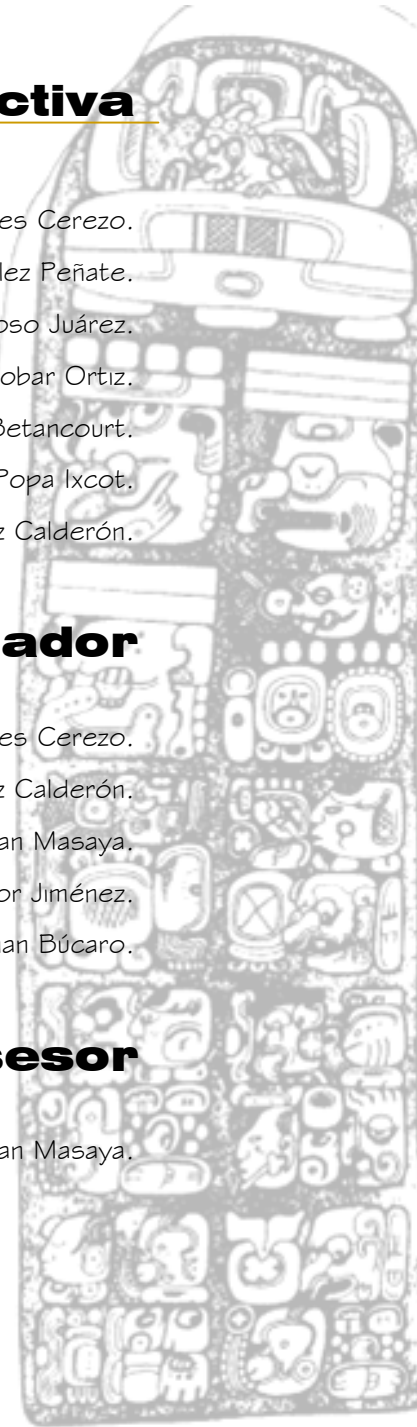 ctiva
es Cerezo.
lez Peñate.
oso Juárez.
obar Ortiz.
Betancourt.
Popa Ixcot.
z Calderón.
ador
es Cerezo.
z Calderón.
an Masaya.
or Jiménez.
an Búcaro.
sesor
an Masaya.